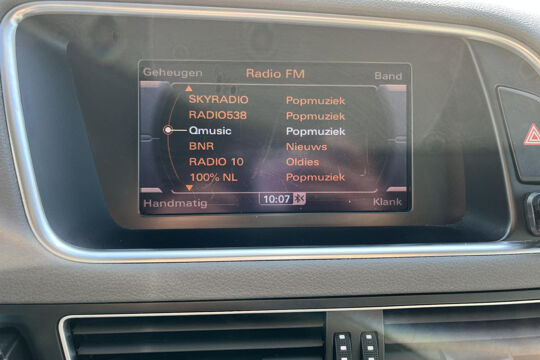 Geheugen Radio FM Band
SKYRADIO Popmuziek
RADIO538 Popmuziek
Qmusic Popmuziek
BNR Nieuws
RADIO 10 Oldies
100% NL Popmuziek
Handmatig 10:07 Klank